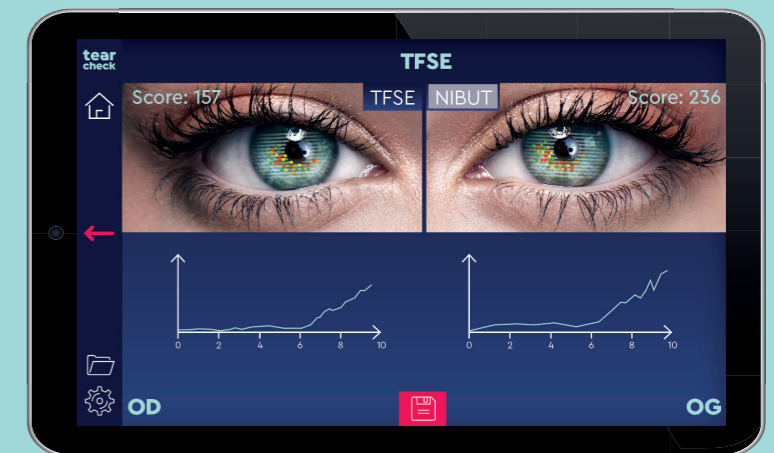 tear
check
TFSE
Score: 157
TFSE
NIBUT
Score: 236
0 2 4 6 8 10
0 2 4 6 8 10
OD
OG